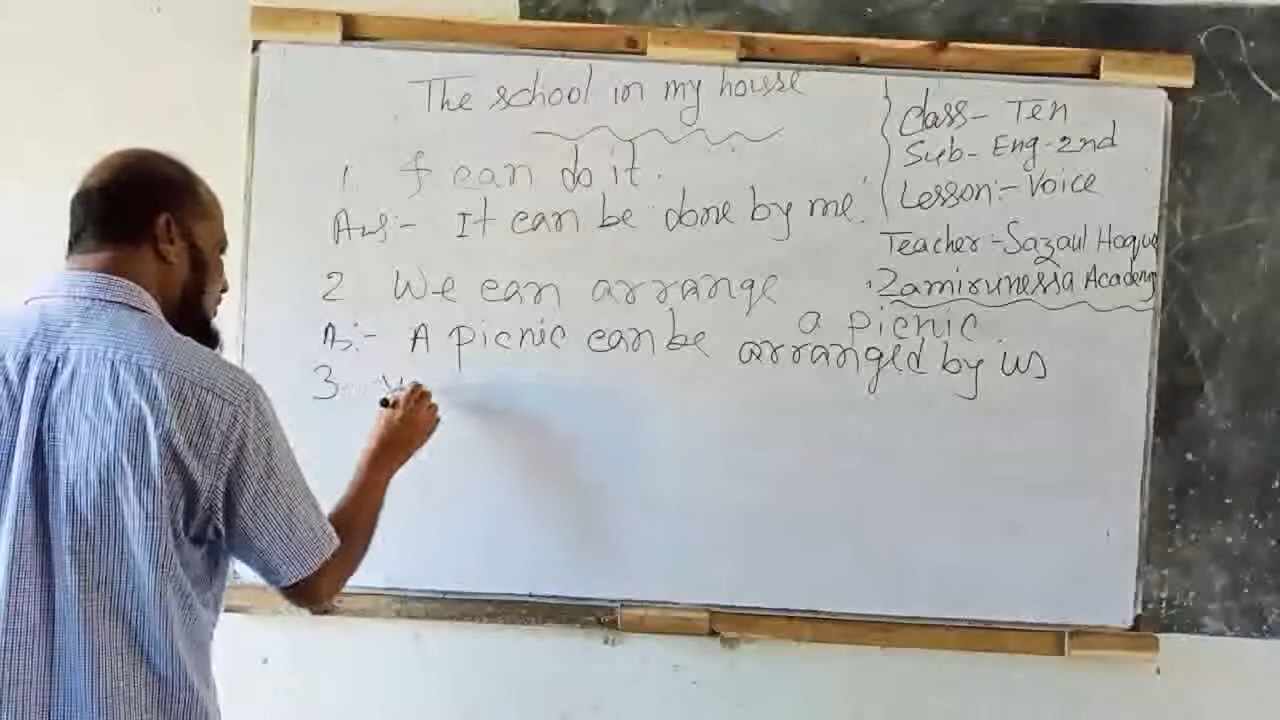 The school in my house
Class- Ten
Sub- Eng-2nd
Lesson:- Voice
Teacher-Sazaul Hoque
Zamirunessa Academy
1. I can do it.
Ans:- It can be done by me.
2 We can arrange
a picnic.
As:- A picnic can be arranged by us
3.